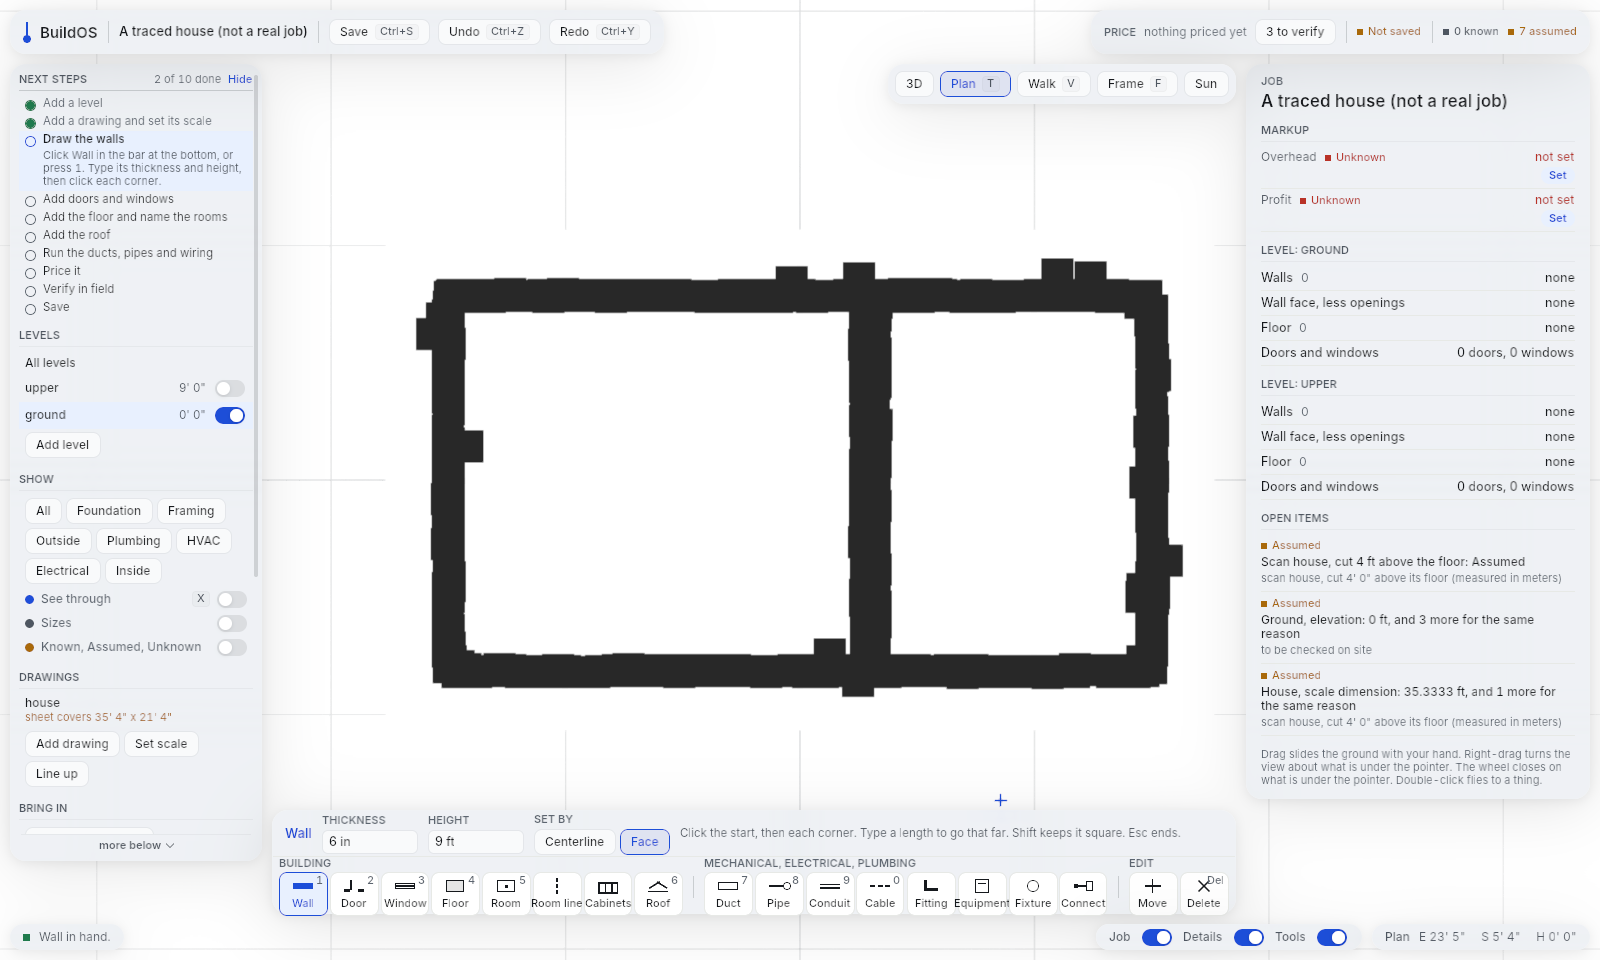 BuildOS
A traced house (not a real job)
Save Ctrl+S
Undo Ctrl+Z
Redo Ctrl+Y
PRICE nothing priced yet 3 to verify Not saved 0 known 7 assumed
3D Plan T Walk V Frame F Sun
NEXT STEPS 2 of 10 done Hide
Add a level
Add a drawing and set its scale
Draw the walls
Click Wall in the bar at the bottom, or
press 1. Type its thickness and height,
then click each corner.
Add doors and windows
Add the floor and name the rooms
Add the roof
Run the ducts, pipes and wiring
Price it
Verify in field
Save
LEVELS
All levels
upper 9' 0"
ground 0' 0"
Add level
SHOW
All Foundation Framing
Outside Plumbing HVAC
Electrical Inside
See through X
Sizes
Known, Assumed, Unknown
DRAWINGS
house
sheet covers 35' 4" x 21' 4"
Add drawing Set scale
Line up
BRING IN
more below
Wall in hand.
JOB
A traced house (not a real job)
MARKUP
Overhead Unknown not set
Set
Profit Unknown not set
Set
LEVEL: GROUND
Walls 0 none
Wall face, less openings none
Floor 0 none
Doors and windows 0 doors, 0 windows
LEVEL: UPPER
Walls 0 none
Wall face, less openings none
Floor 0 none
Doors and windows 0 doors, 0 windows
OPEN ITEMS
Assumed
Scan house, cut 4 ft above the floor: Assumed
scan house, cut 4' 0" above its floor (measured in meters)
Assumed
Ground, elevation: 0 ft, and 3 more for the same
reason
to be checked on site
Assumed
House, scale dimension: 35.3333 ft, and 1 more for
the same reason
scan house, cut 4' 0" above its floor (measured in meters)
Drag slides the ground with your hand. Right-drag turns the
view about what is under the pointer. The wheel closes on
what is under the pointer. Double-click flies to a thing.
Wall
THICKNESS HEIGHT SET BY
6 in 9 ft Centerline Face
Click the start, then each corner. Type a length to go that far. Shift keeps it square. Esc ends.
BUILDING MECHANICAL, ELECTRICAL, PLUMBING EDIT
1 2 3 4 5 6 7 8 9 0 Del
Wall Door Window Floor Room Room line Cabinets Roof Duct Pipe Conduit Cable Fitting Equipment Fixture Connect Move Delete
Job Details Tools
Plan E 23' 5" S 5' 4" H 0' 0"